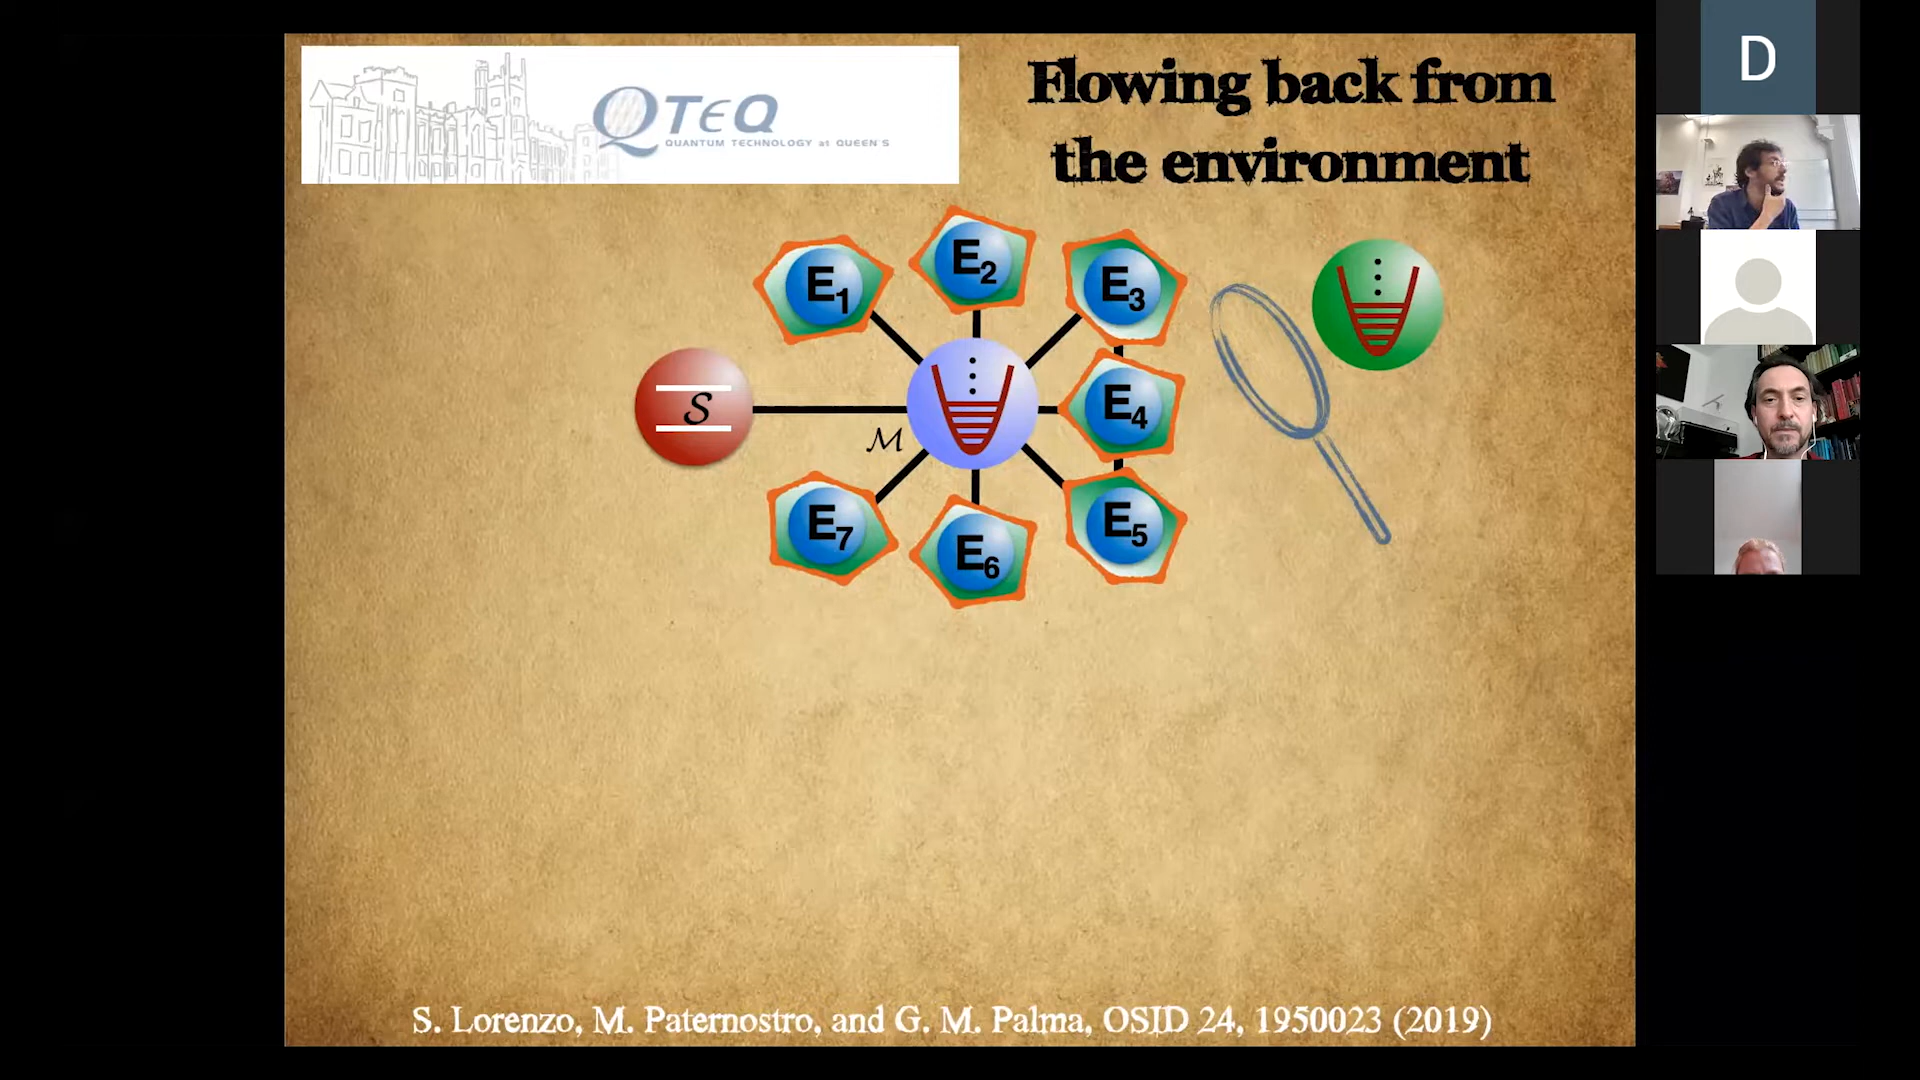 QTEQ
QUANTUM TECHNOLOGY at QUEEN'S
Flowing back from
the environment
E1
E2
E3
S
M
E4
E7
E6
E5
S. Lorenzo, M. Paternostro, and G. M. Palma, OSID 24, 1950023 (2019)
D